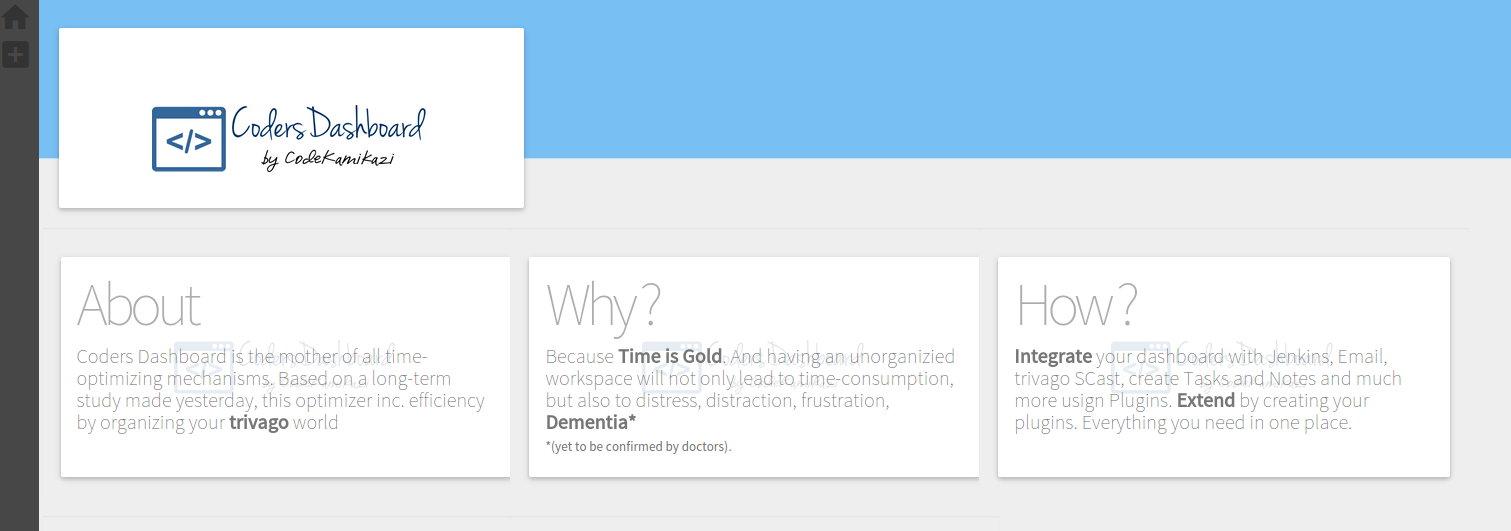 </>
Coders Dashboard
by CodeKamikazi
About
Coders Dashboard is the mother of all time-
optimizing mechanisms. Based on a long-term
study made yesterday, this optimizer inc. efficiency
by organizing your trivago world
Why?
Because Time is Gold. And having an unorganizied
workspace will not only lead to time-consumption,
but also to distress, distraction, frustration,
Dementia*
*(yet to be confirmed by doctors).
How?
Integrate your dashboard with Jenkins, Email,
trivago SCast, create Tasks and Notes and much
more usign Plugins. Extend by creating your
plugins. Everything you need in one place.